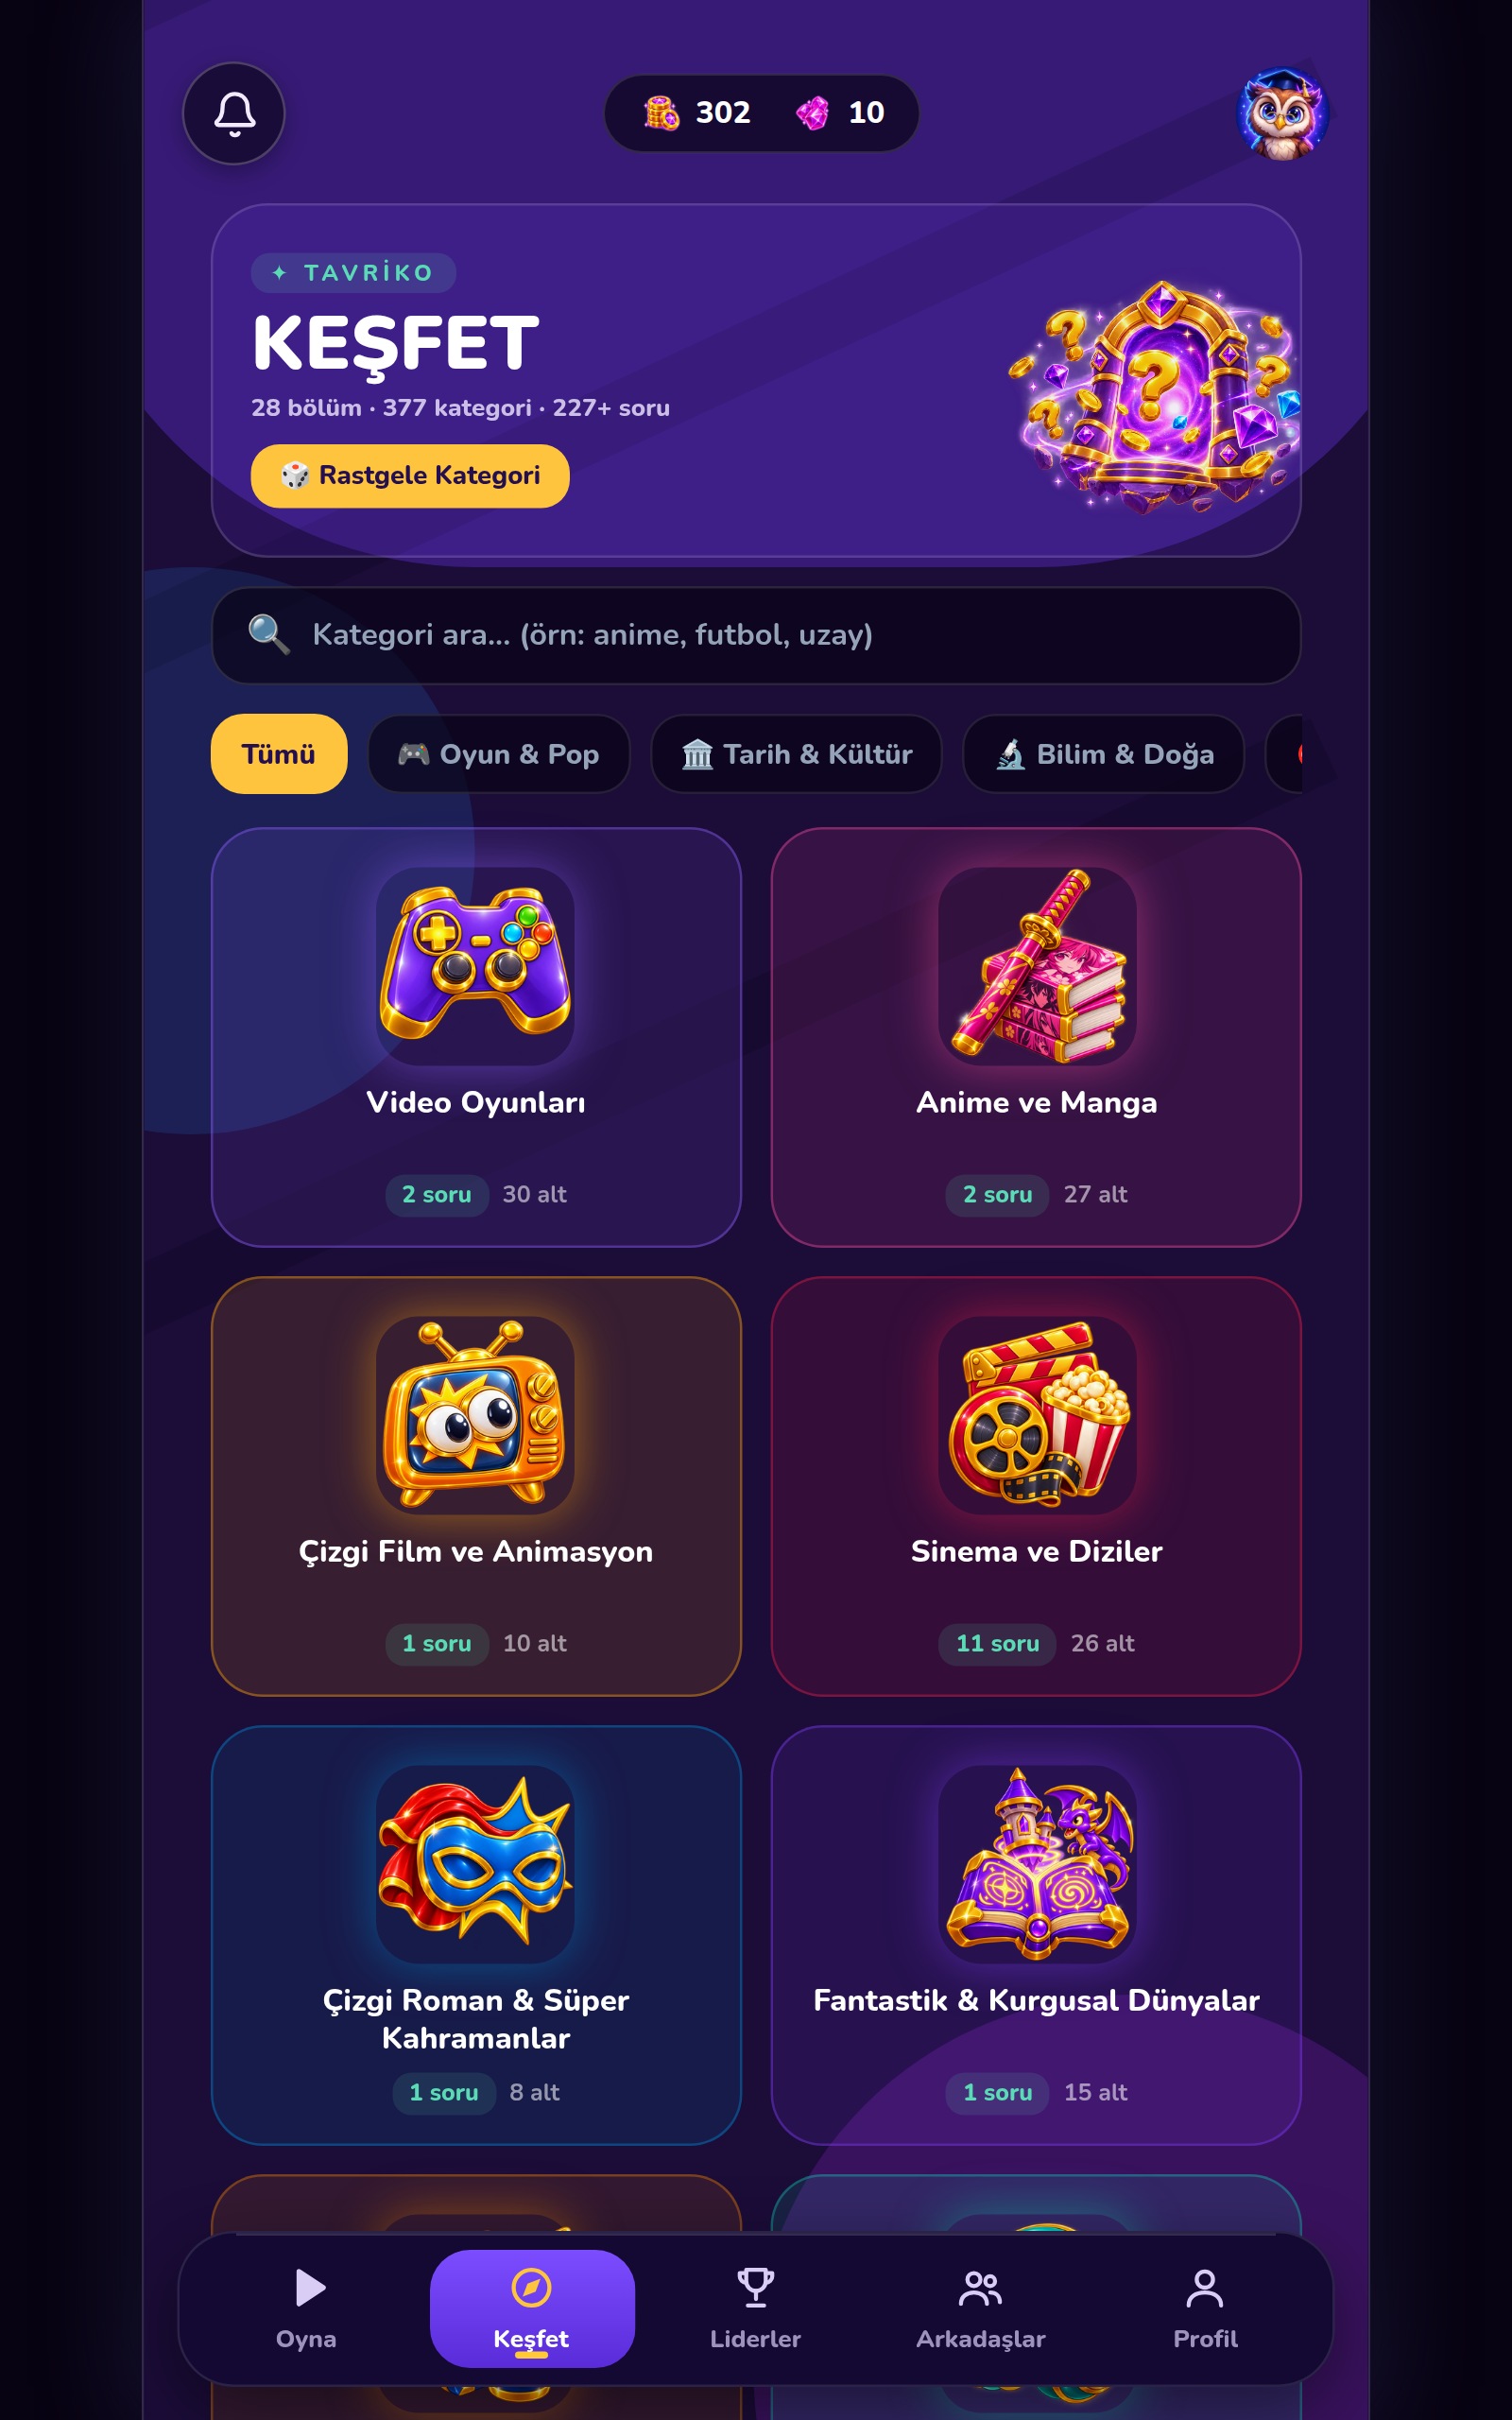 302 10
✦ TAVRİKO
KEŞFET
28 bölüm · 377 kategori · 227+ soru
🎲 Rastgele Kategori
🔍 Kategori ara... (örn: anime, futbol, uzay)
Tümü 🎮 Oyun & Pop 🏛️ Tarih & Kültür 🔬 Bilim & Doğa
Video Oyunları
2 soru 30 alt
Anime ve Manga
2 soru 27 alt
Çizgi Film ve Animasyon
1 soru 10 alt
Sinema ve Diziler
11 soru 26 alt
Çizgi Roman & Süper
Kahramanlar
1 soru 8 alt
Fantastik & Kurgusal Dünyalar
1 soru 15 alt
Oyna Keşfet Liderler Arkadaşlar Profil